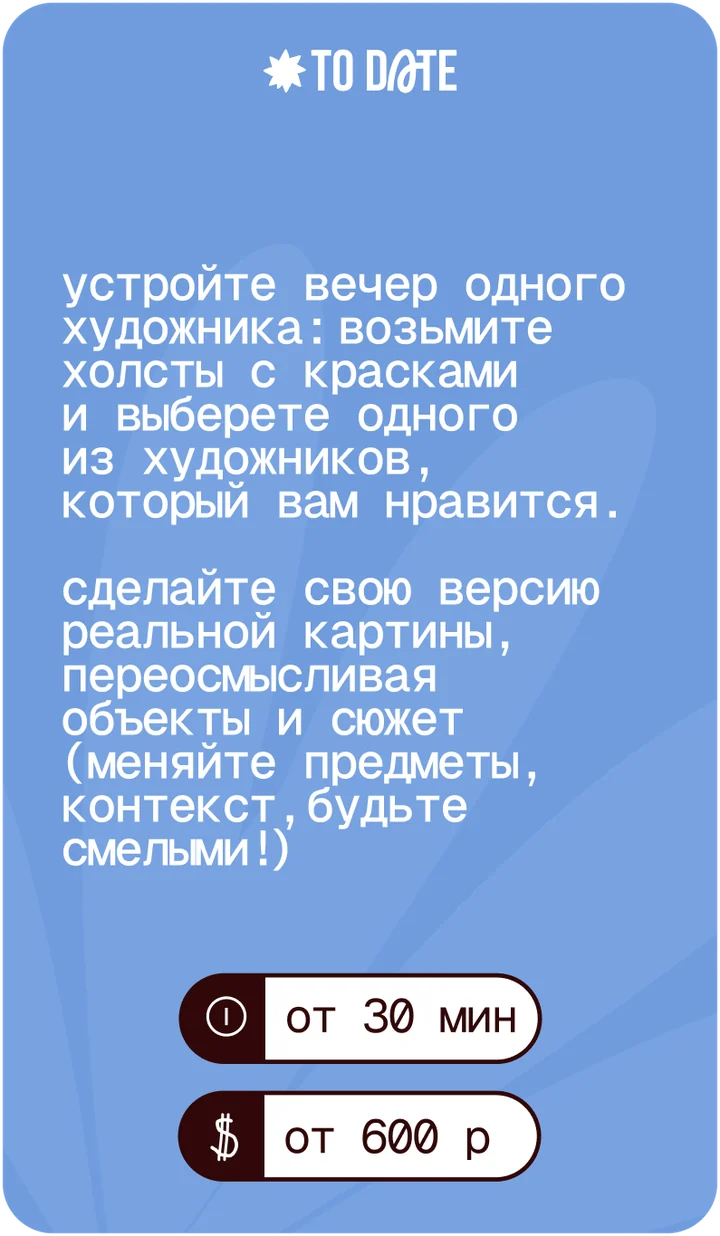 TO DATE
устройте вечер одного
художника: возьмите
холсты с красками
и выберете одного
из художников,
который вам нравится.
сделайте свою версию
реальной картины,
переосмысливая
объекты и сюжет
(меняйте предметы,
контекст, будьте
смелыми!)
от 30 мин
$ от 600 р